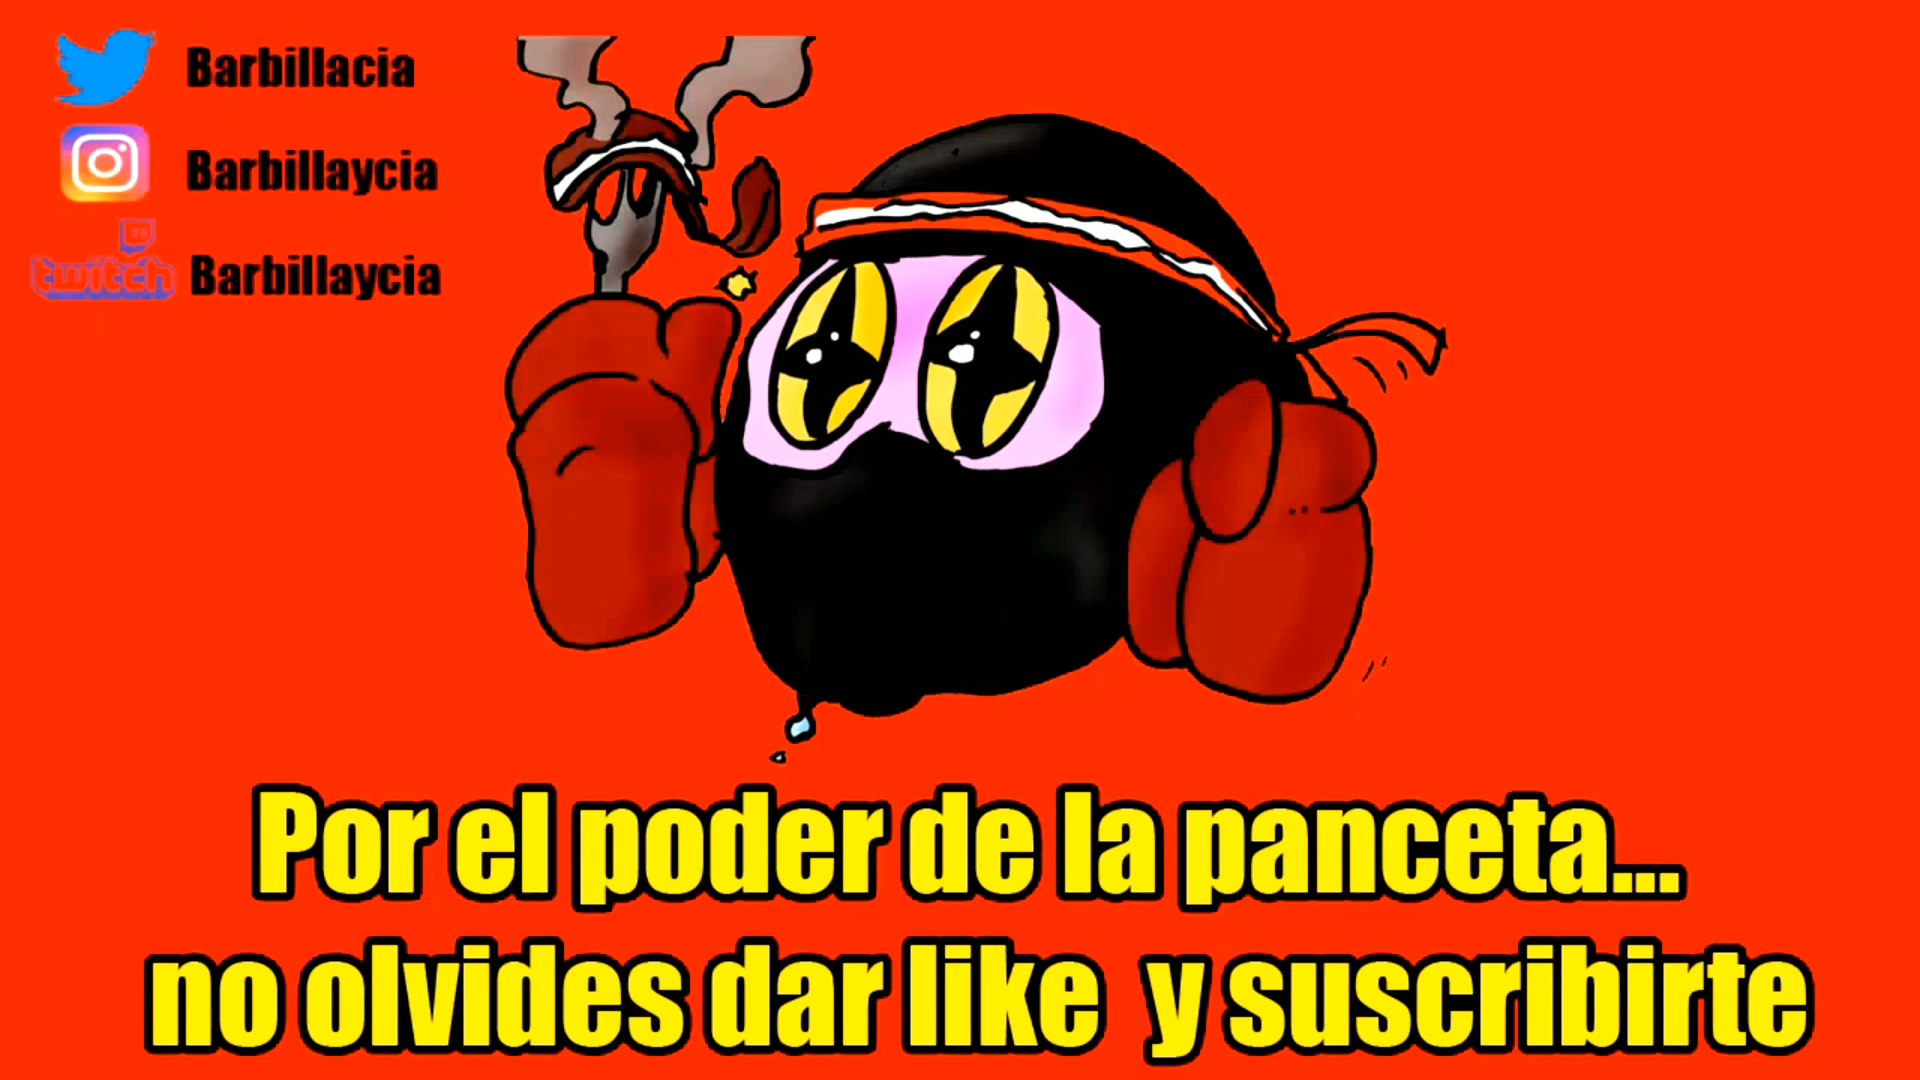 Barbillacia
Barbillaycia
twitch Barbillaycia
Por el poder de la panceta...
no olvides dar like y suscribirte